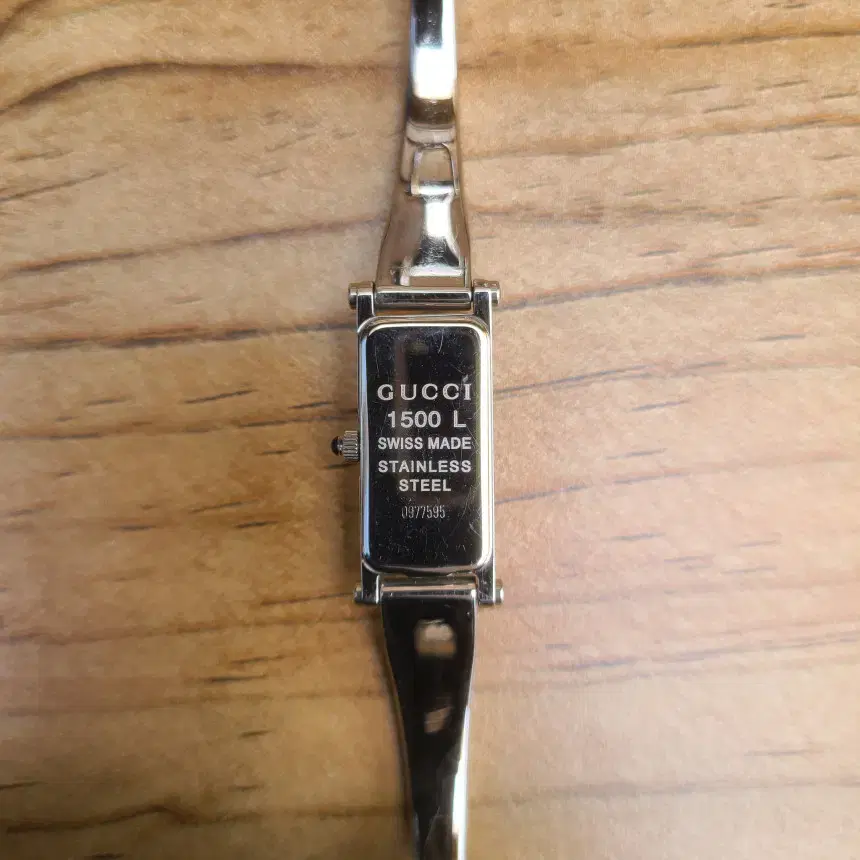 GUCCI
1500 L
SWISS MADE
STAINLESS
STEEL
0977595